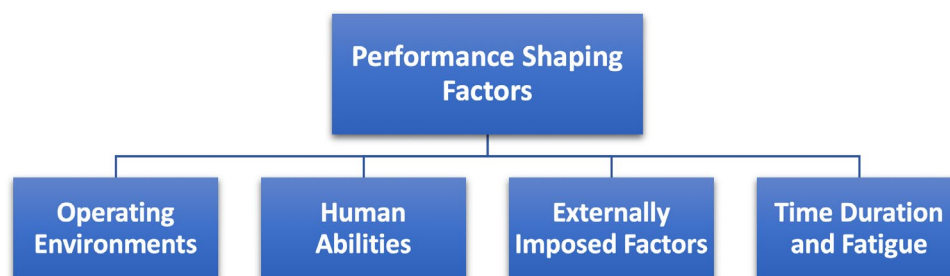 Performance Shaping
Factors
Operating
Environments
Human
Abilities
Externally
Imposed Factors
Time Duration
and Fatigue